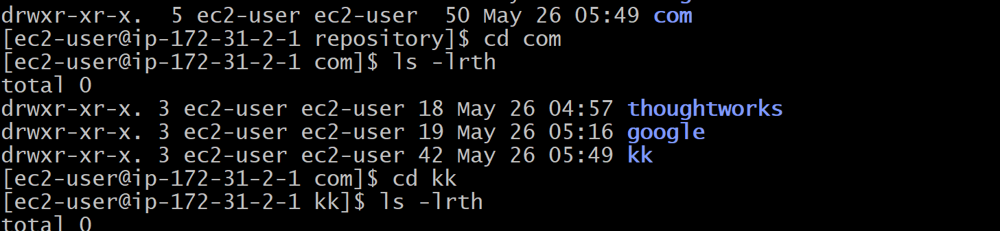 drwxr-xr-x.  5 ec2-user ec2-user  50 May 26 05:49 com
[ec2-user@ip-172-31-2-1 repository]$ cd com
[ec2-user@ip-172-31-2-1 com]$ ls -lrth
total 0
drwxr-xr-x. 3 ec2-user ec2-user 18 May 26 04:57 thoughtworks
drwxr-xr-x. 3 ec2-user ec2-user 19 May 26 05:16 google
drwxr-xr-x. 3 ec2-user ec2-user 42 May 26 05:49 kk
[ec2-user@ip-172-31-2-1 com]$ cd kk
[ec2-user@ip-172-31-2-1 kk]$ ls -lrth
total 0